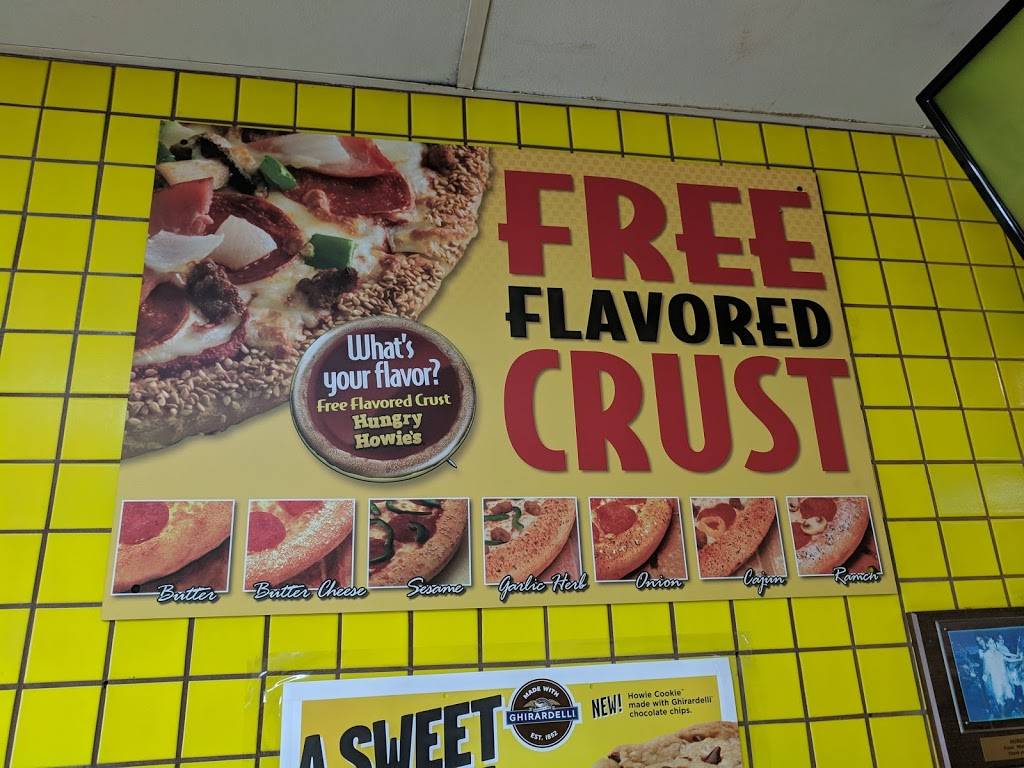 FREE
FLAVORED
CRUST
What's
your flavor?
Free Flavored Crust
Hungry
Howie's
Butter
Butter Cheese
Sesame
Garlic Herb
Onion
Cajun
Ranch
A SWEET
MADE WITH
GHIRARDELLI
EST. 1852
NEW!
Howie Cookie
made with Ghirardelli
chocolate chips.